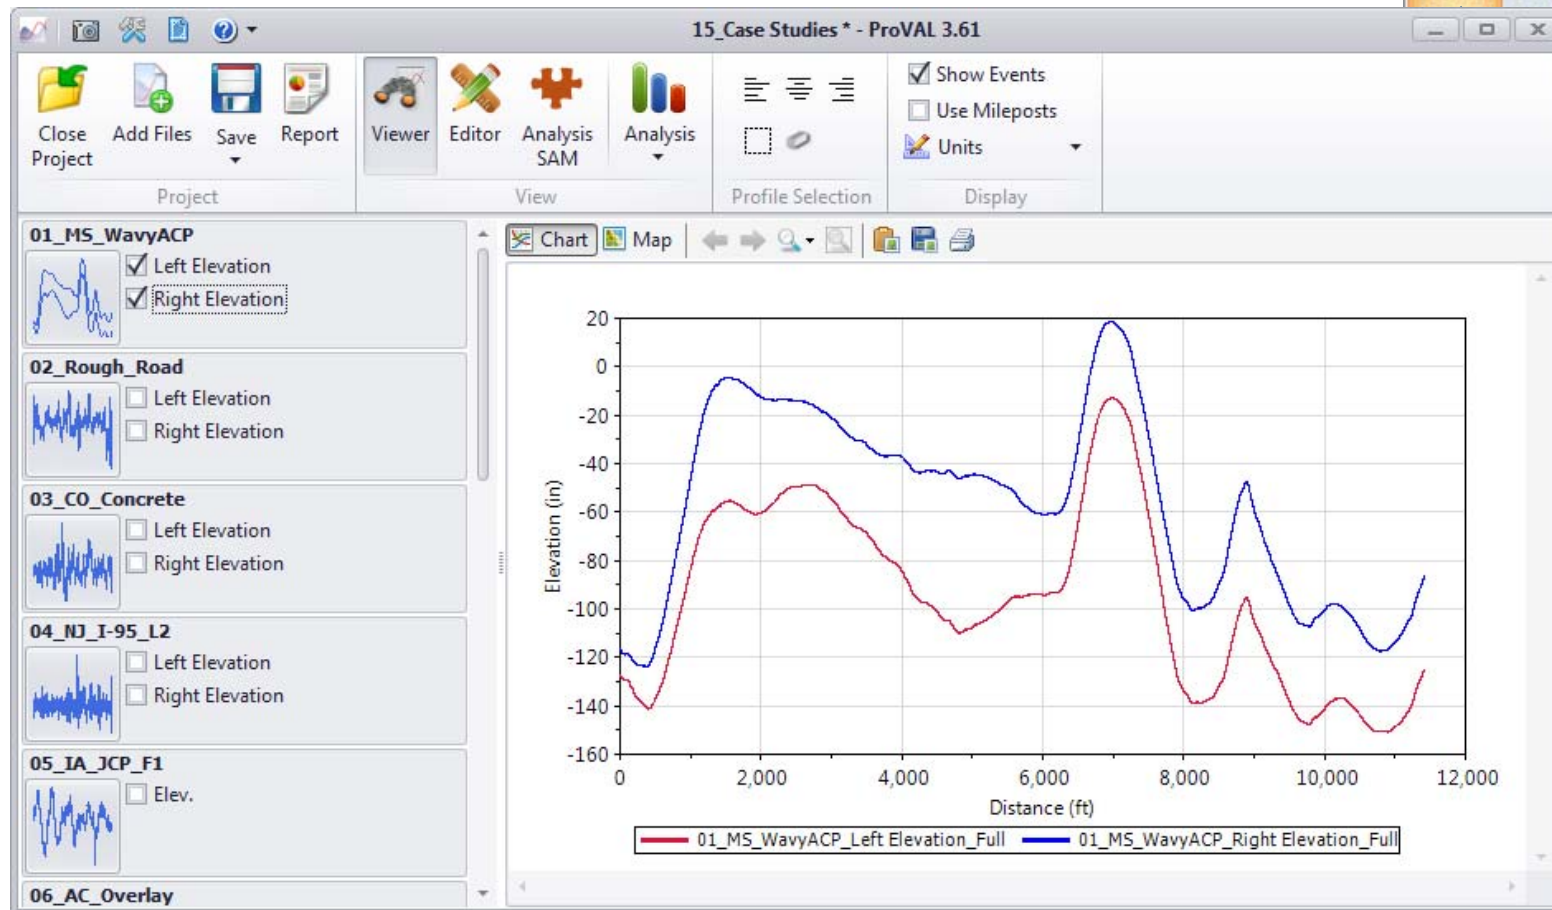 15_Case Studies * - ProVAL 3.61
Close Project
Add Files
Save
Report
Project
Viewer
Editor
Analysis SAM
Analysis
View
Profile Selection
Show Events
Use Mileposts
Units
Display
01_MS_WavyACP
Left Elevation
Right Elevation
02_Rough_Road
Left Elevation
Right Elevation
03_CO_Concrete
Left Elevation
Right Elevation
04_NJ_I-95_L2
Left Elevation
Right Elevation
05_IA_JCP_F1
Elev.
06_AC_Overlay
Chart
Map
Elevation (in)
20
0
-20
-40
-60
-80
-100
-120
-140
-160
0 2,000 4,000 6,000 8,000 10,000 12,000
Distance (ft)
01_MS_WavyACP_Left Elevation_Full 01_MS_WavyACP_Right Elevation_Full